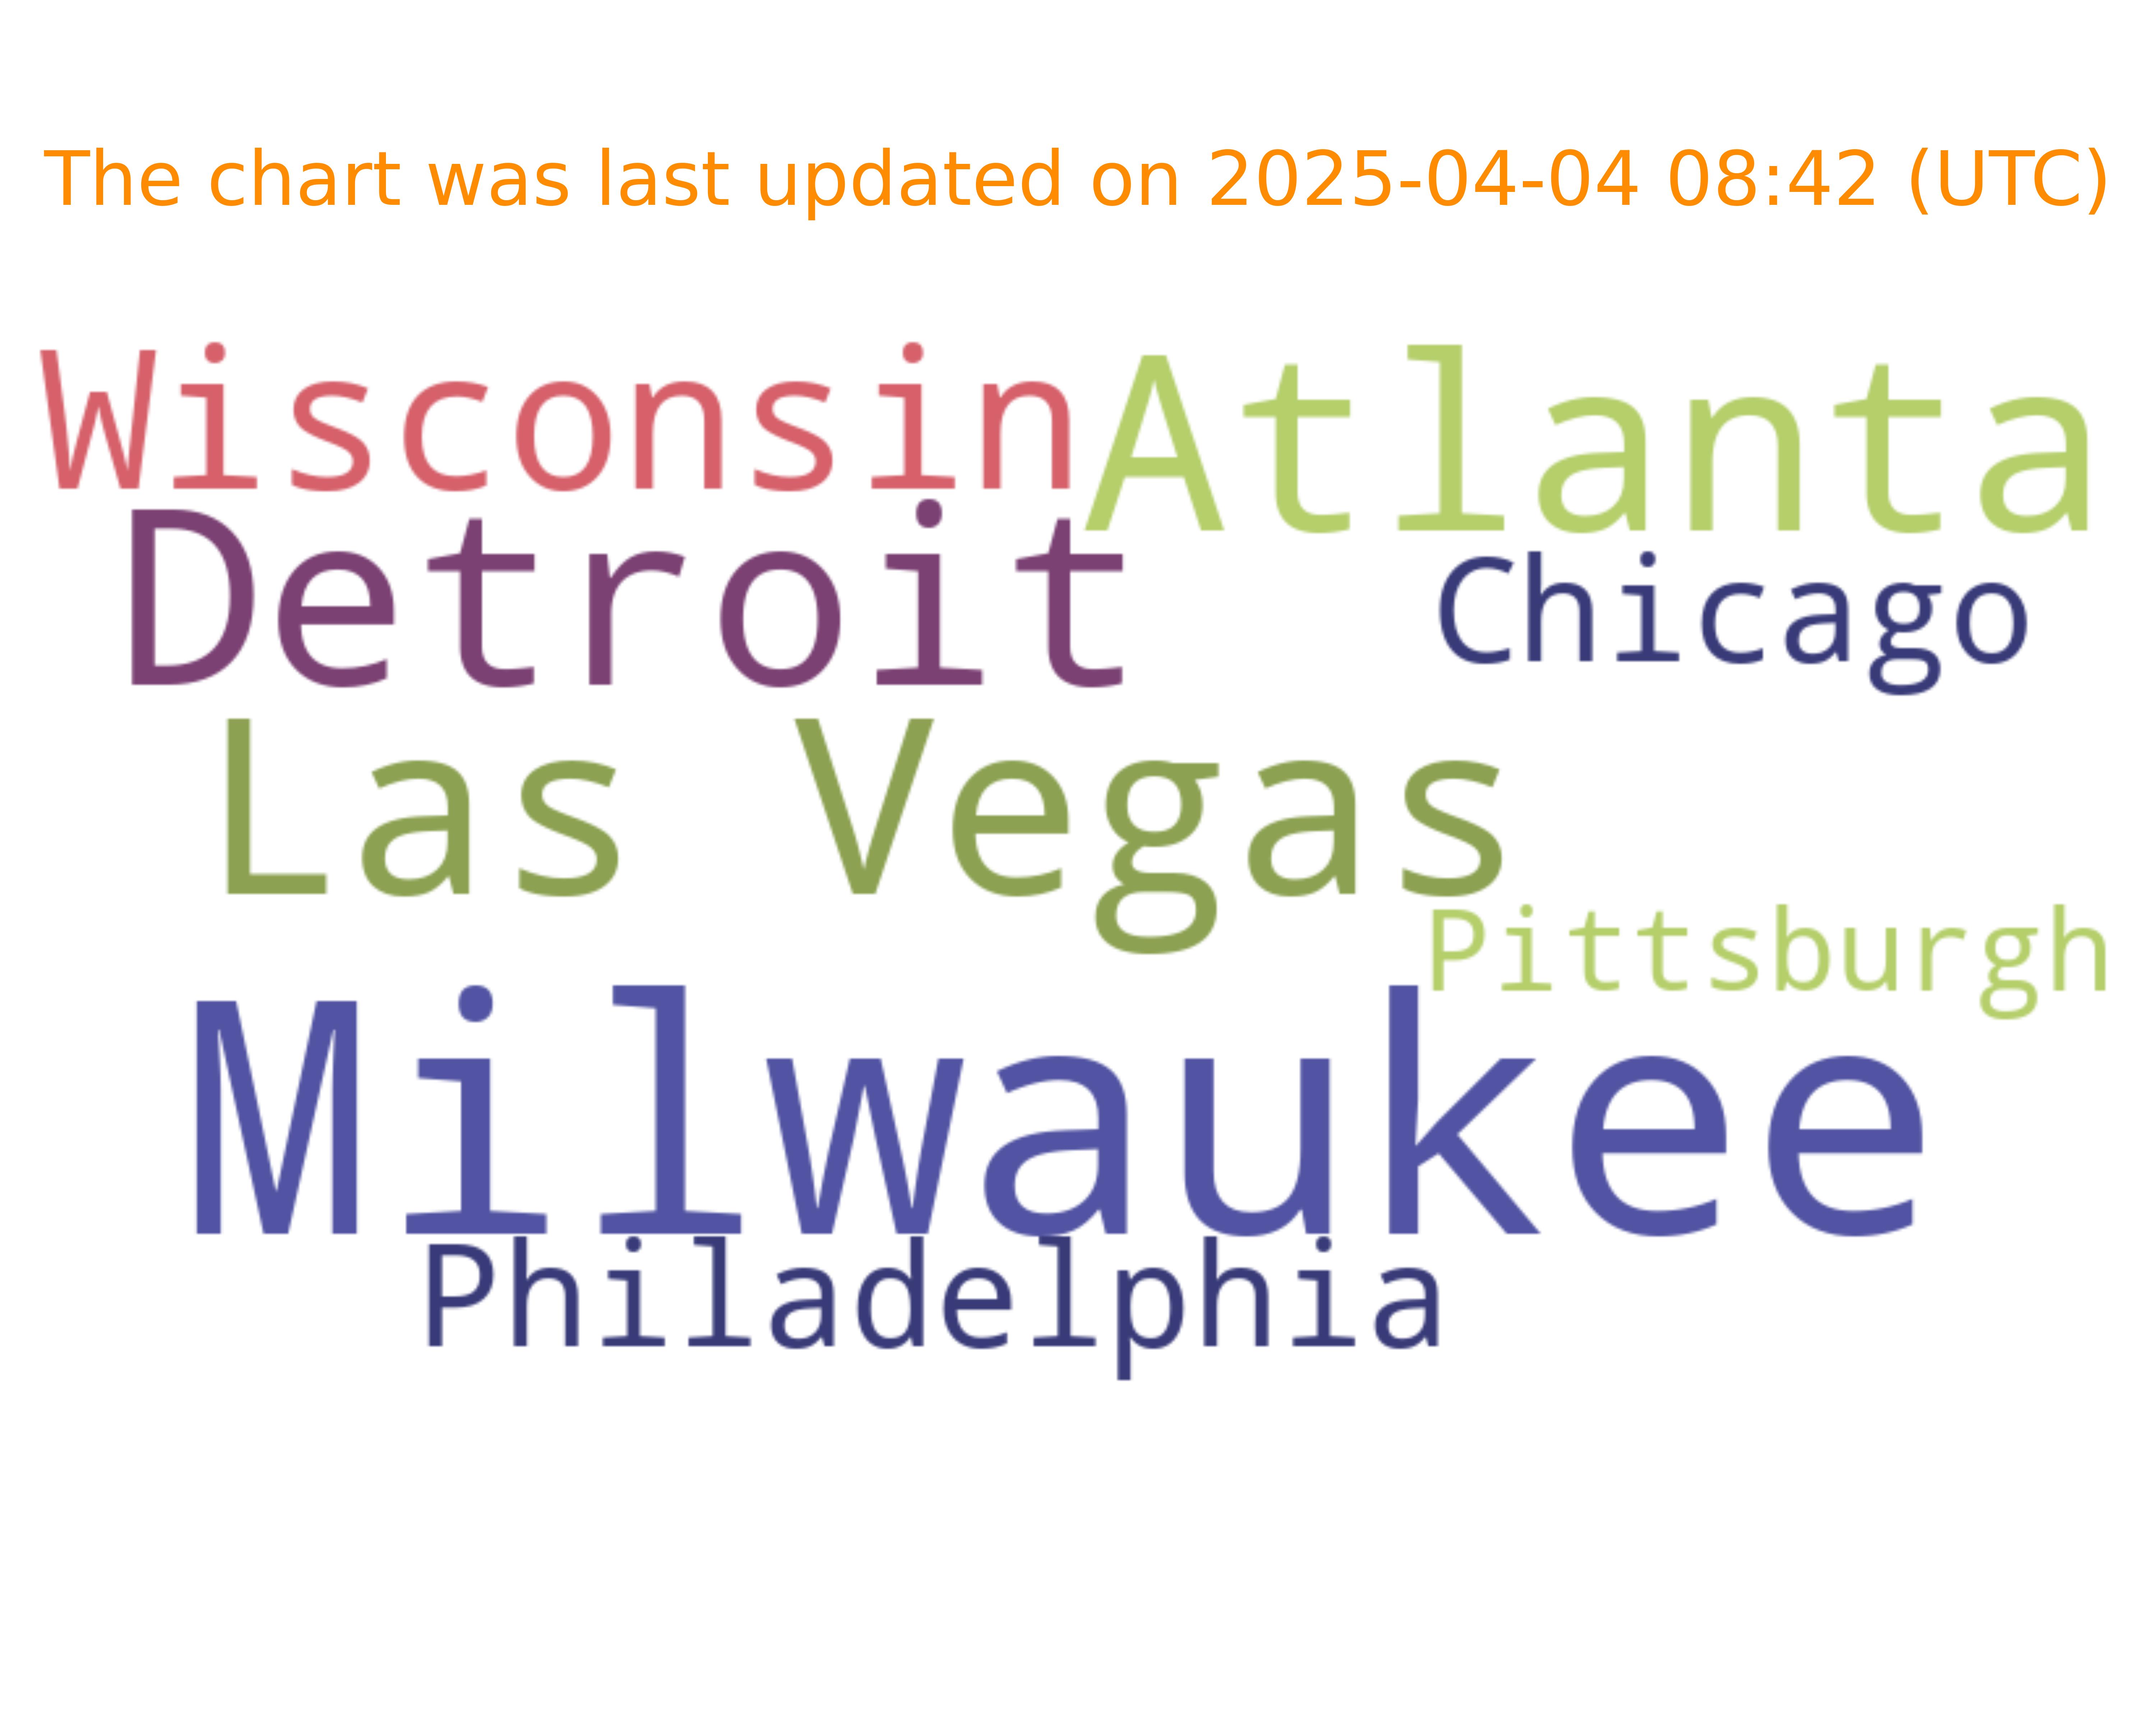 The chart was last updated on 2025-04-04 08:42 (UTC)
Wisconsin
Atlanta
Detroit
Chicago
Las Vegas
Pittsburgh
Milwaukee
Philadelphia